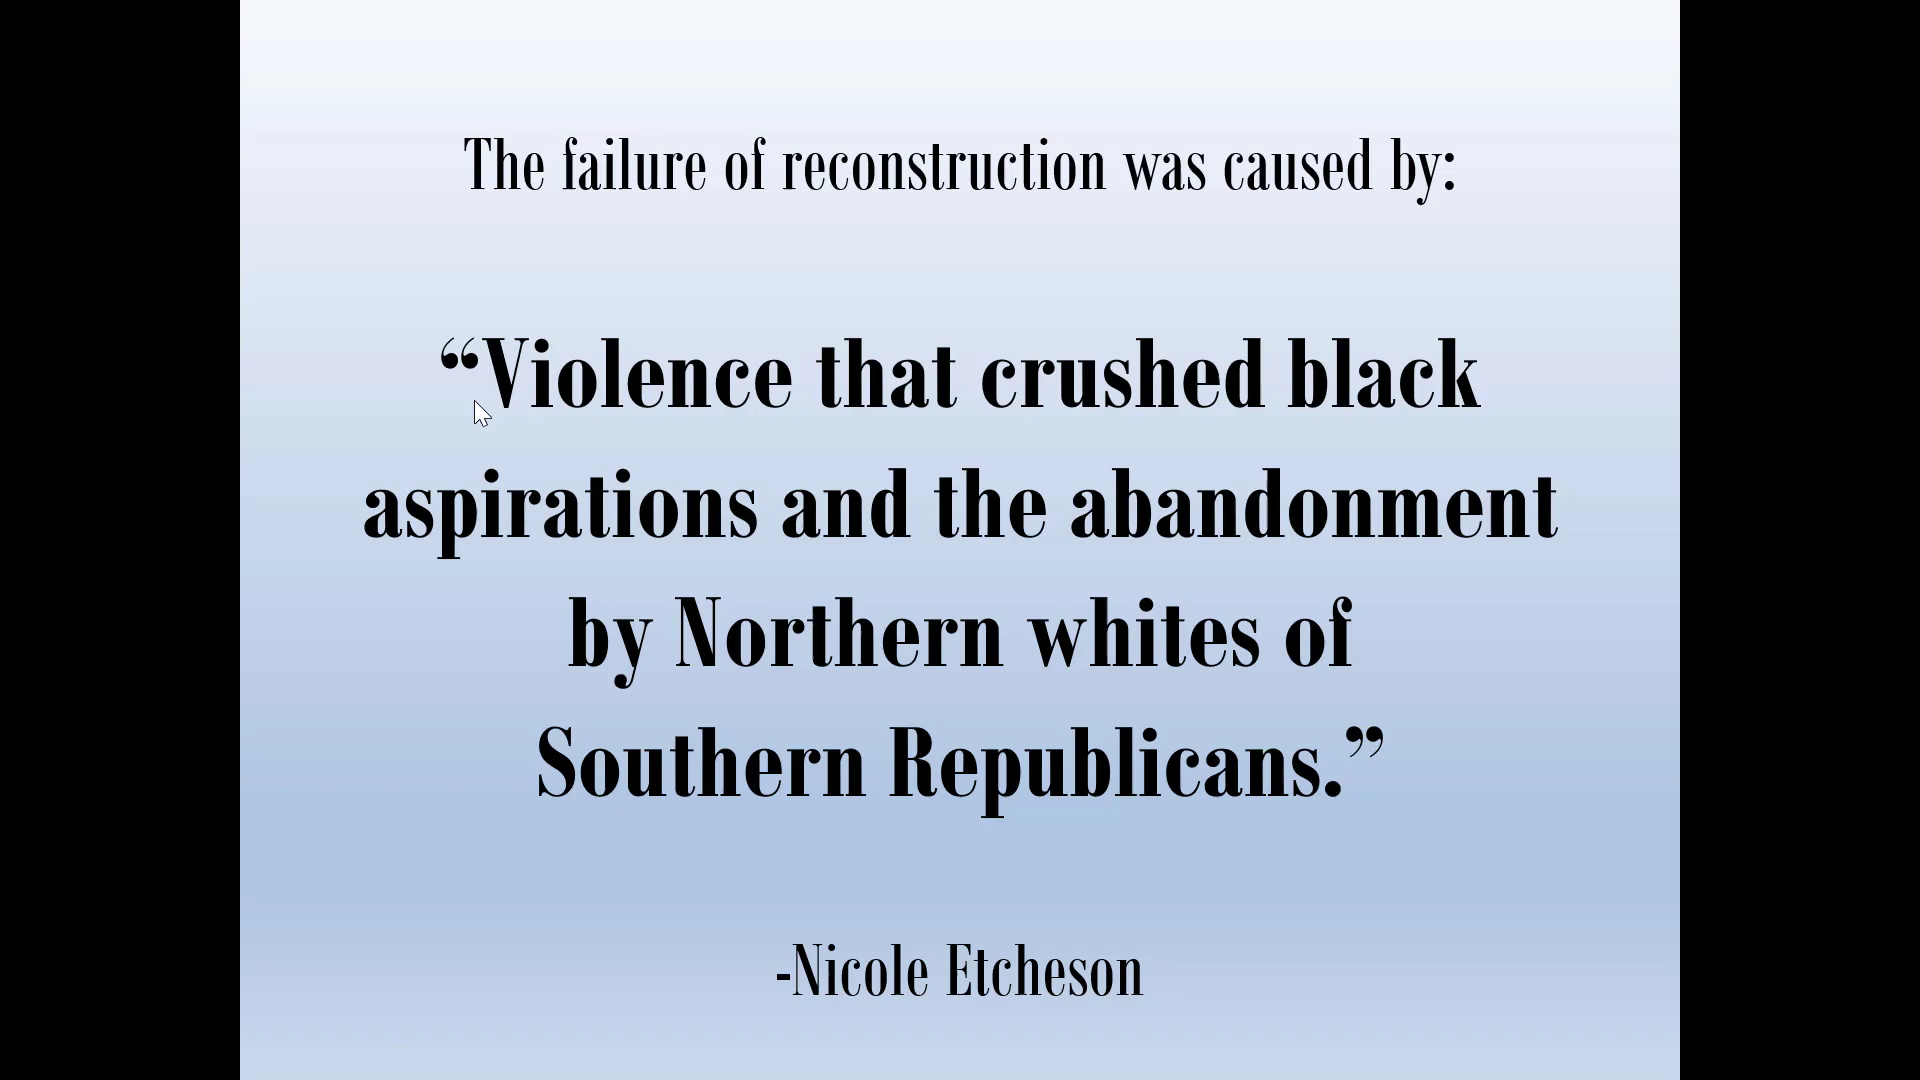 The failure of reconstruction was caused by:
“Violence that crushed black
aspirations and the abandonment
by Northern whites of
Southern Republicans.”
-Nicole Etcheson